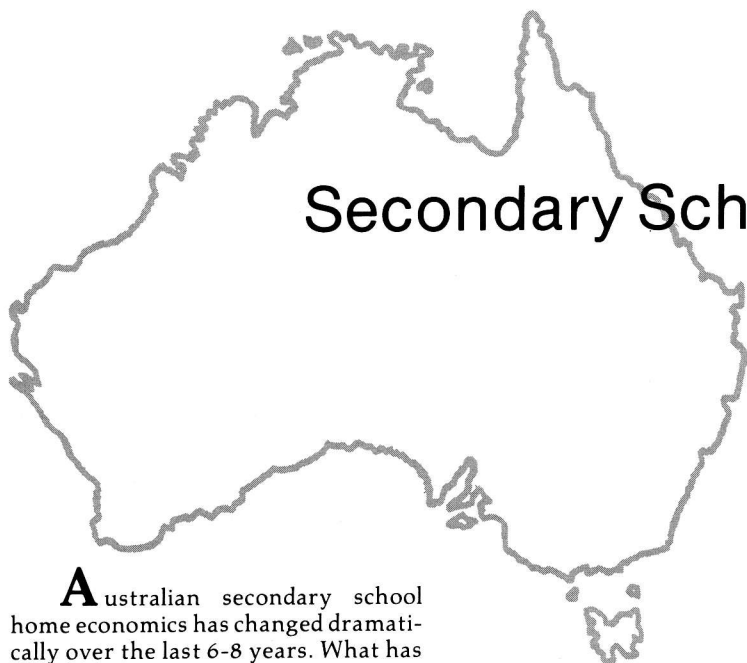 Secondary Sch
Australian secondary school
home economics has changed dramati-
cally over the last 6-8 years. What has